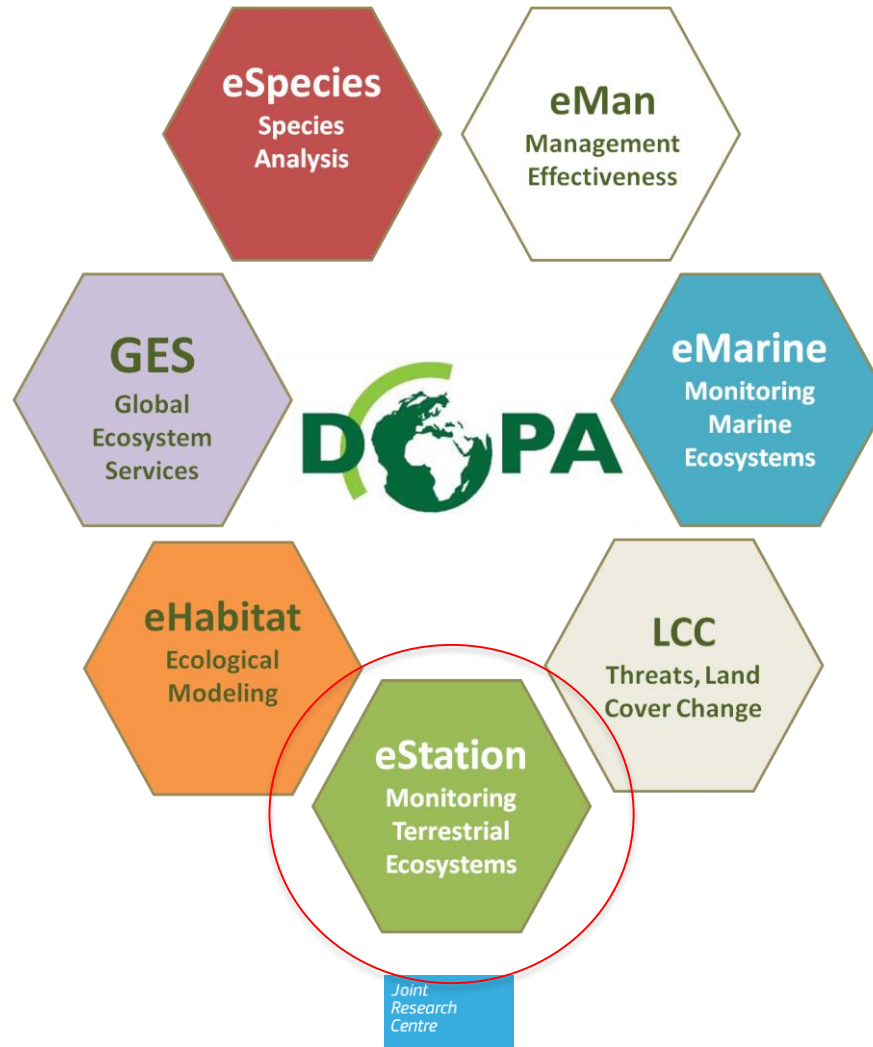 eSpecies
Species
Analysis
eMan
Management
Effectiveness
GES
Global
Ecosystem
Services
DOPA
eMarine
Monitoring
Marine
Ecosystems
eHabitat
Ecological
Modeling
LCC
Threats, Land
Cover Change
eStation
Monitoring
Terrestrial
Ecosystems
Joint
Research
Centre